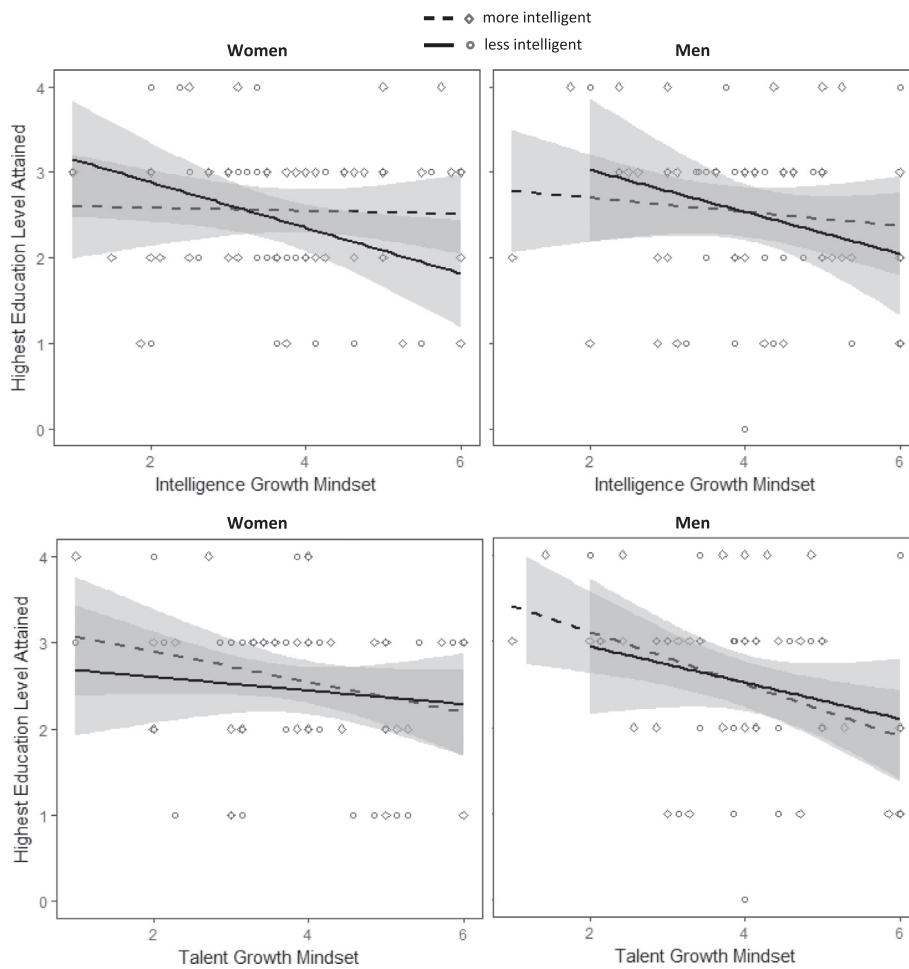 more intelligent
less intelligent
Women
Men
Highest Education Level Attained
4
3
2
1
0
2
4
6
2
4
6
Intelligence Growth Mindset
Intelligence Growth Mindset
Women
Men
Highest Education Level Attained
4
3
2
1
0
2
4
6
2
4
6
Talent Growth Mindset
Talent Growth Mindset